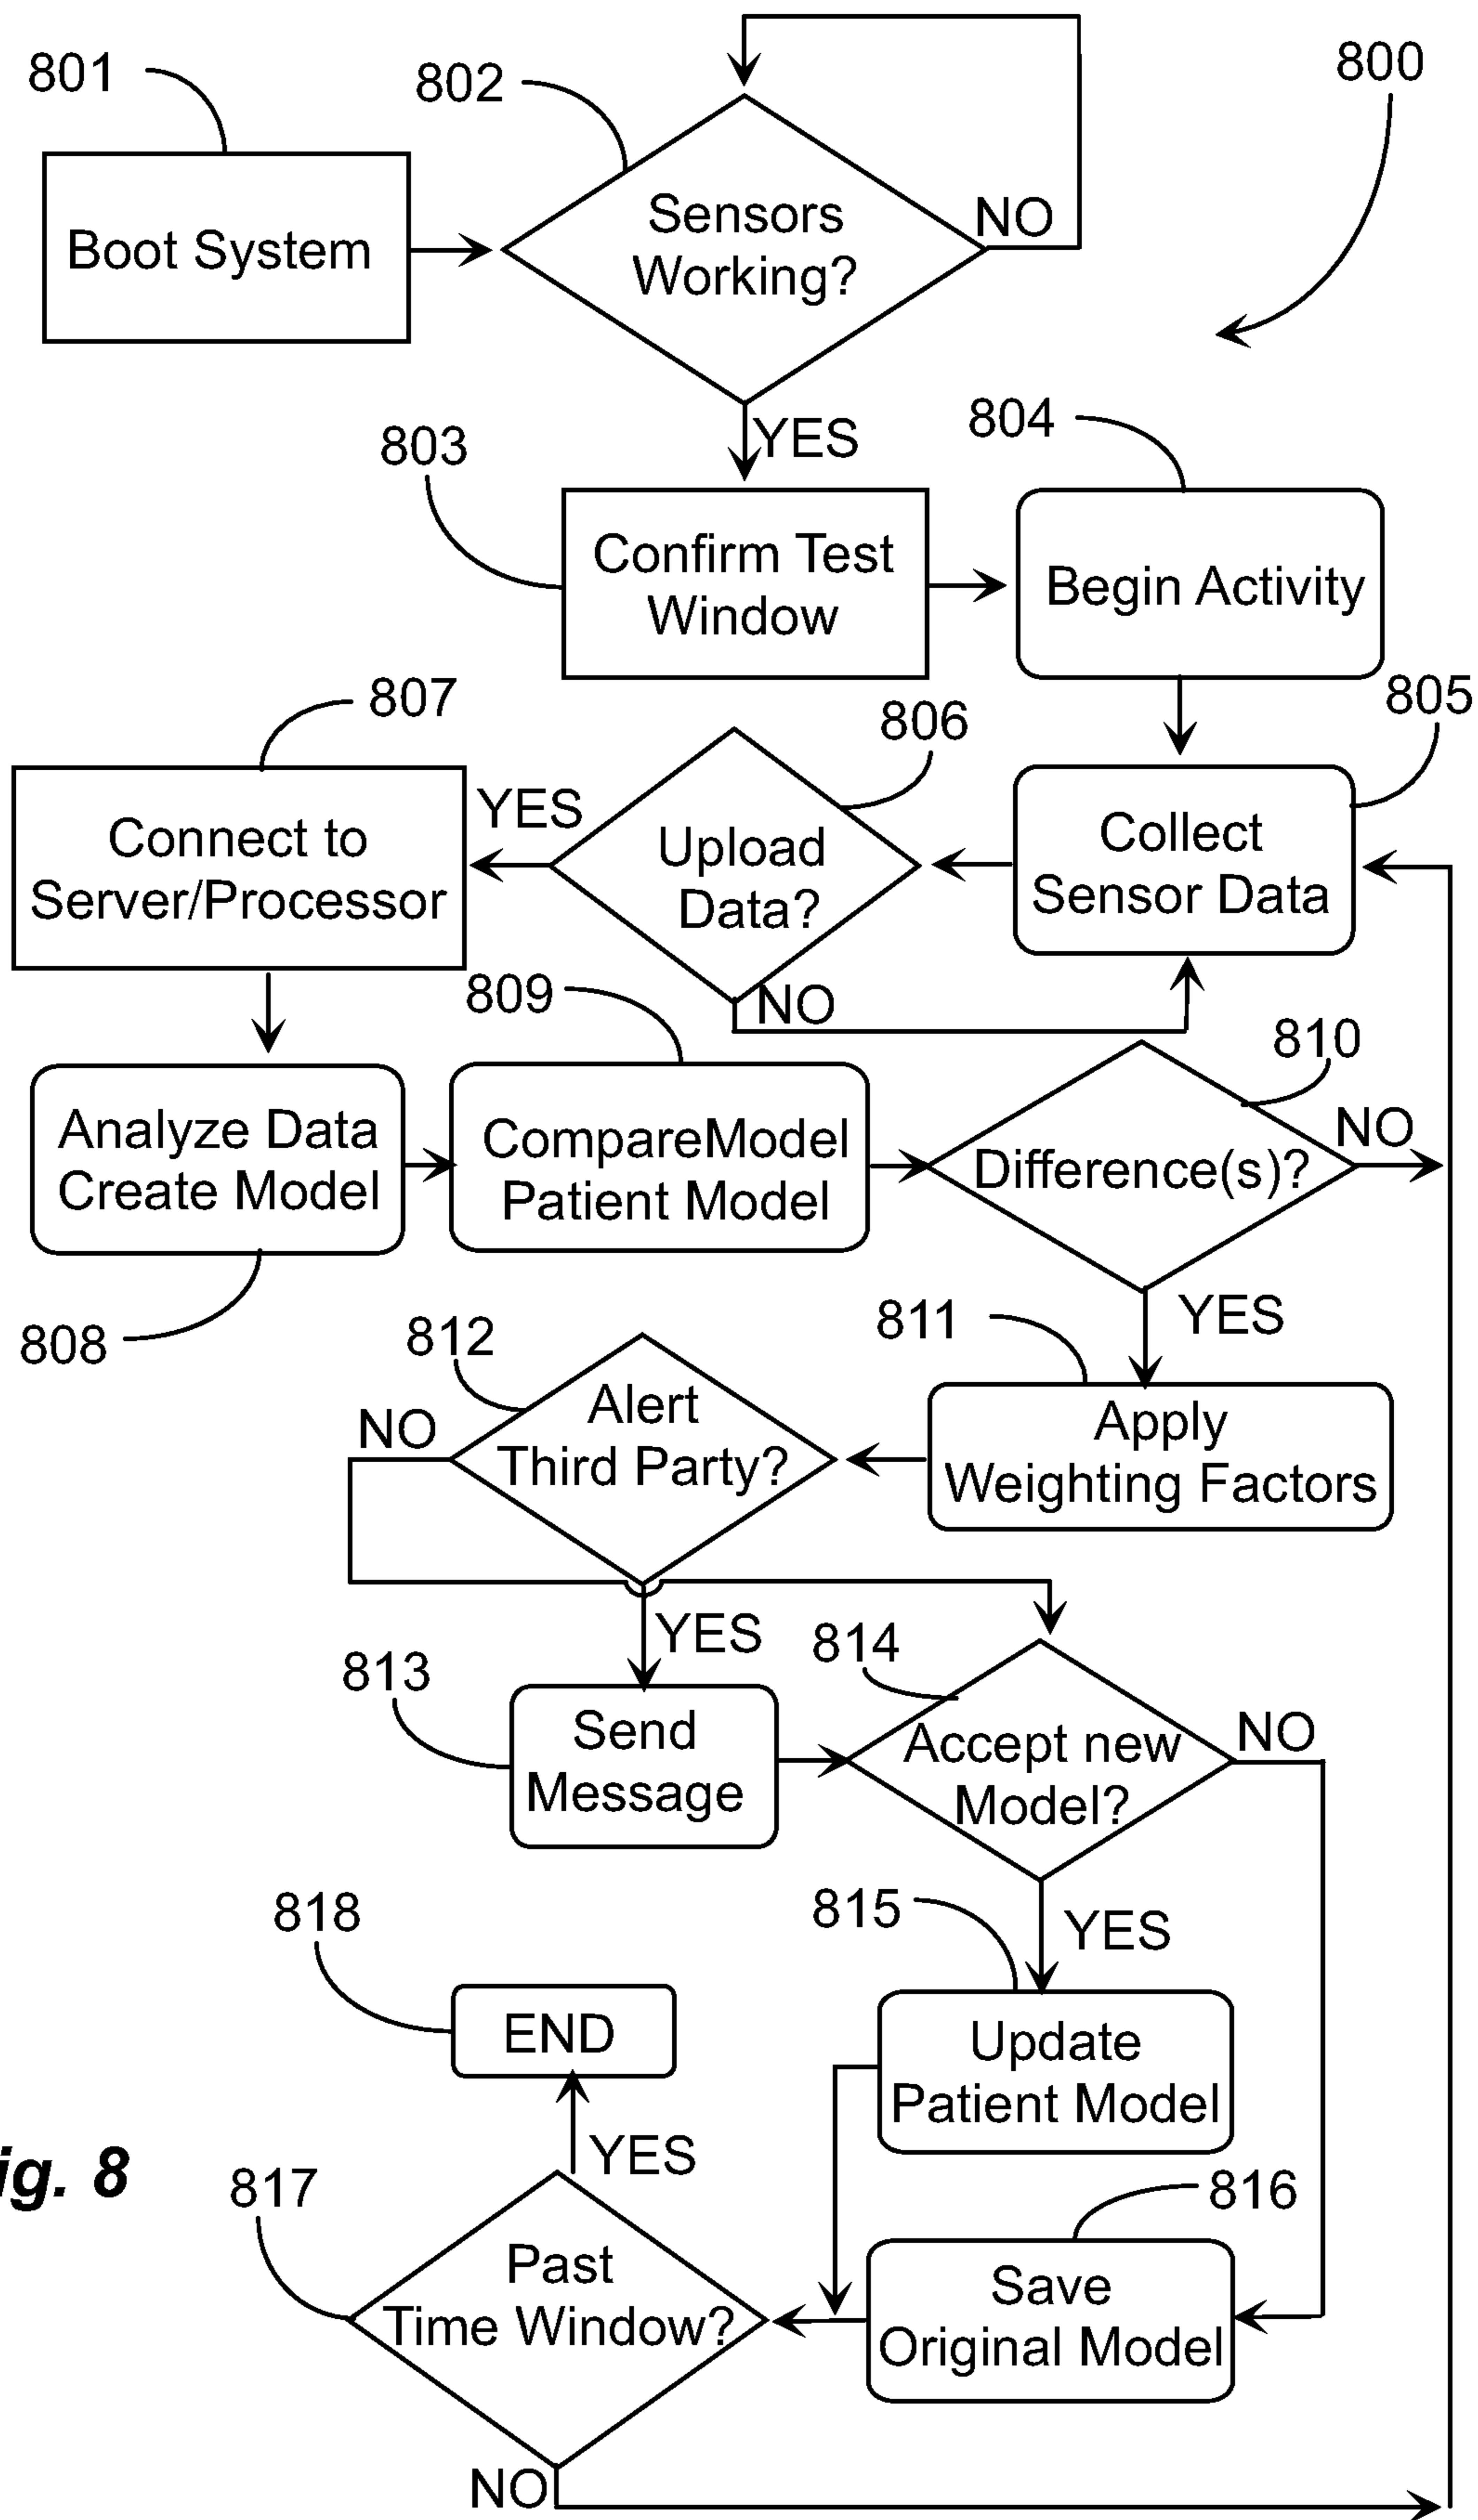 800
801
802
Boot System
Sensors
Working?
NO
YES
803
804
Confirm Test
Window
Begin Activity
805
806
807
Connect to
Server/Processor
YES
Upload
Data?
NO
Collect
Sensor Data
809
810
Analyze Data
Create Model
808
CompareModel
Patient Model
Difference(s)?
NO
YES
811
812
Alert
Third Party?
NO
YES
Apply
Weighting Factors
813
814
Send
Message
Accept new
Model?
NO
YES
815
818
END
Update
Patient Model
YES
ig. 8
817
816
Past
Time Window?
Save
Original Model
NO